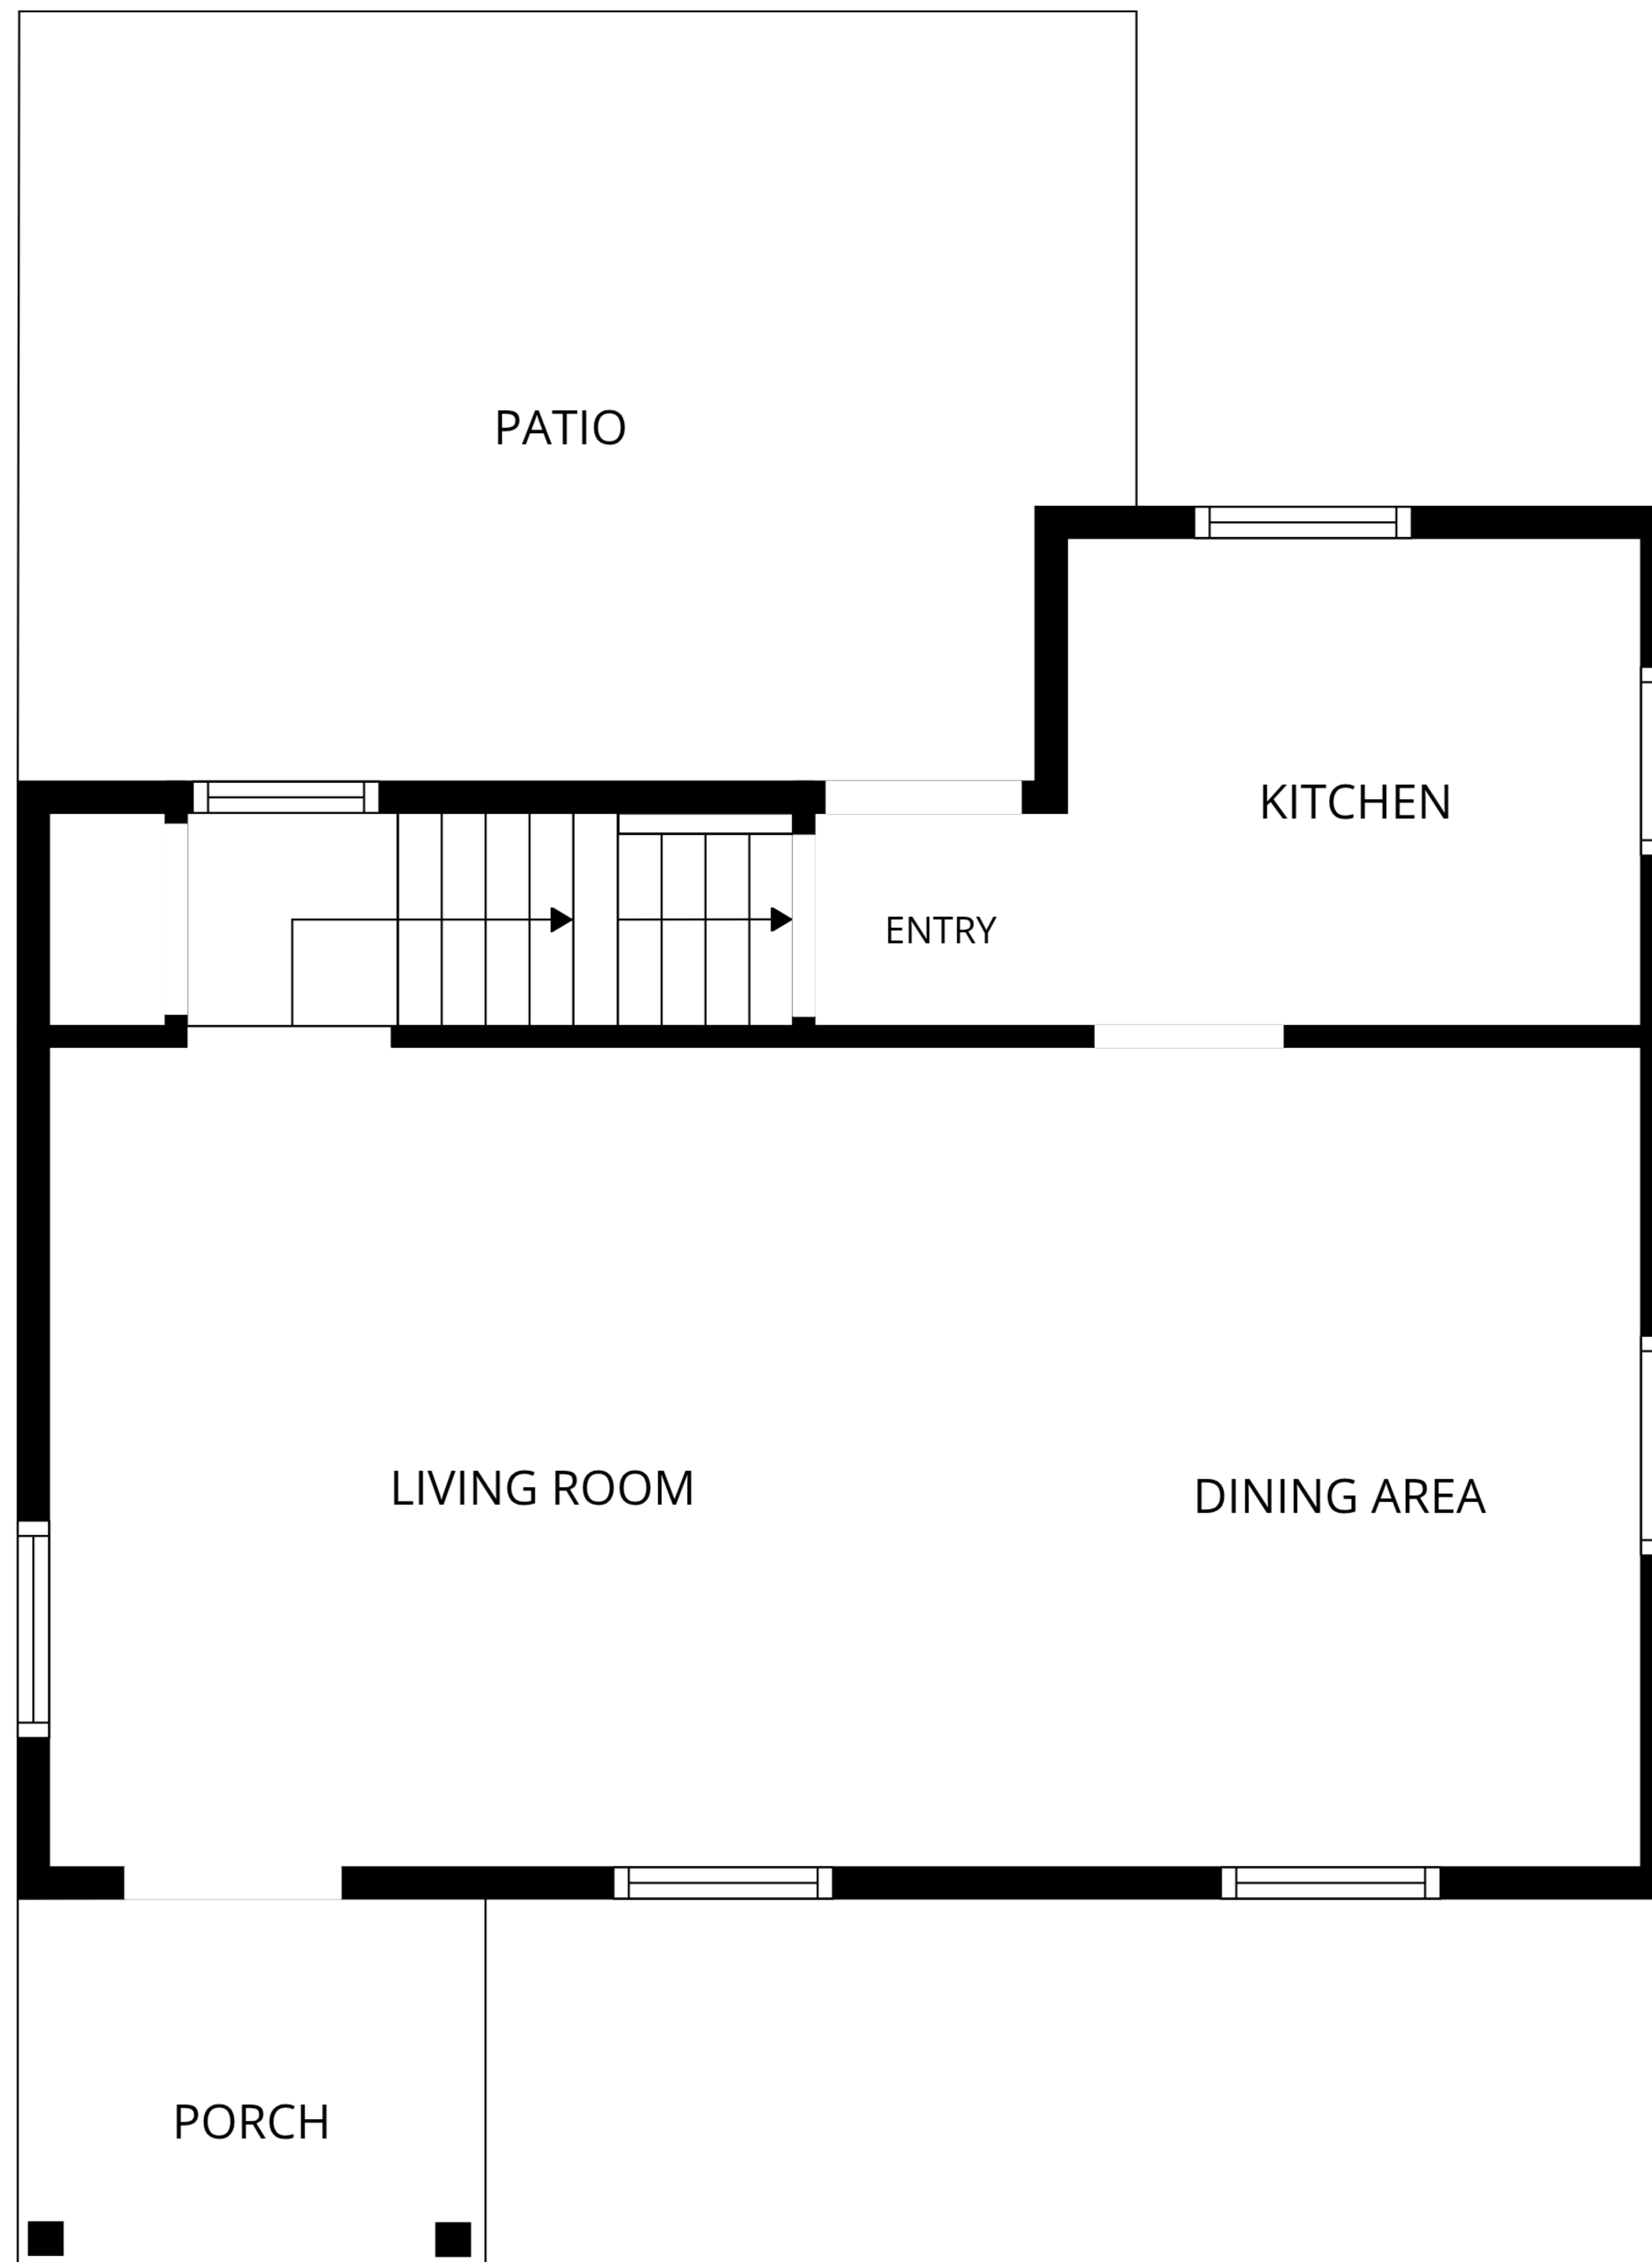 PATIO
KITCHEN
ENTRY
LIVING ROOM
DINING AREA
PORCH